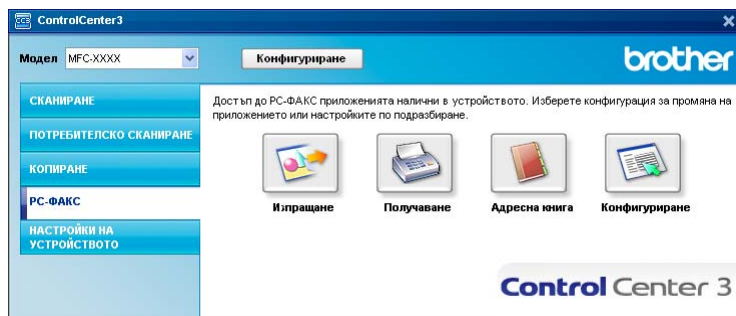 ControlCenter3
Модел MFC-XXXX Конфигуриране
brother
СКАНИРАНЕ
ПОТРЕБИТЕЛСКО СКАНИРАНЕ
КОПИРАНЕ
PC-ФАКС
НАСТРОЙКИ НА
УСТРОЙСТВОТО
Достъп до PC-ФАКС приложенията налични в устройството. Изберете конфигурация за промяна на
приложението или настройките по подразбиране.
Изпращане Получаване Адресна книга Конфигуриране
Control Center 3